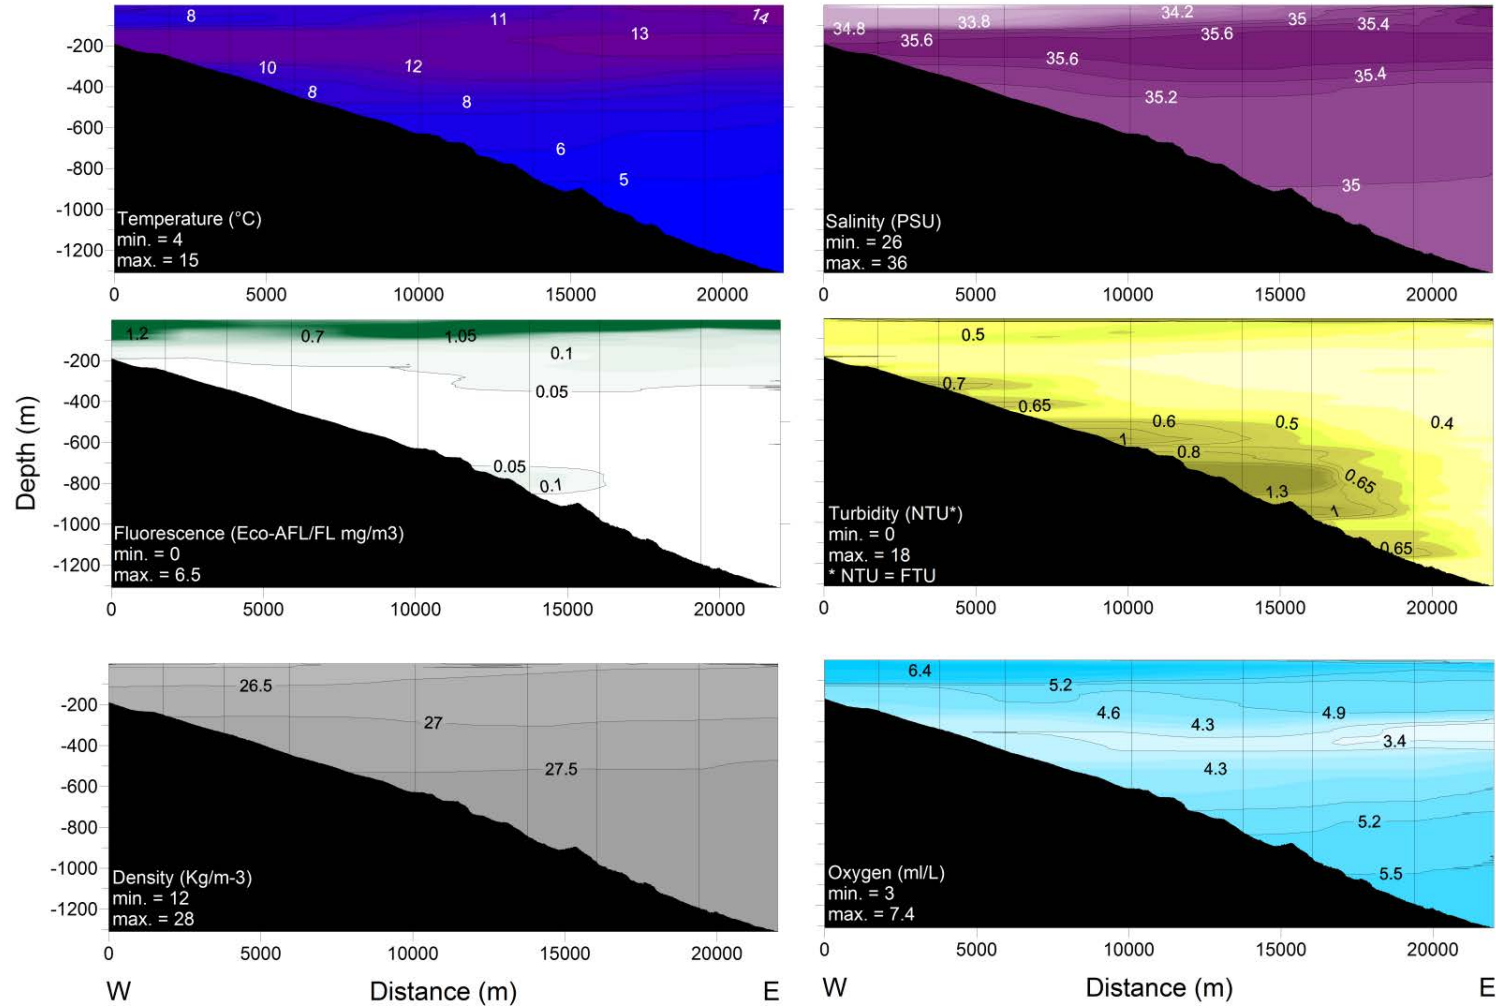 8 11 14
13
10 12
8 8
6
5
-200
-400
-600
-800
-1000
-1200
Temperature (°C)
min. = 4
max. = 15
0 5000 10000 15000 20000
34.8 33.8 34.2 35 35.4
35.6 35.6
35.6 35.4
35.2
35
Salinity (PSU)
min. = 26
max. = 36
0 5000 10000 15000 20000
1.2 0.7 1.05
0.1
0.05
0.05
0.1
-200
-400
-600
-800
-1000
-1200
Depth (m)
Fluorescence (Eco-AFL/FL mg/m3)
min. = 0
max. = 6.5
0 5000 10000 15000 20000
0.5
0.7
0.65
0.6 0.5 0.4
1 0.8
0.65
1.3
1
0.65
Turbidity (NTU*)
min. = 0
max. = 18
* NTU = FTU
0 5000 10000 15000 20000
26.5
27
27.5
-200
-400
-600
-800
-1000
-1200
Density (Kg/m-3)
min. = 12
max. = 28
0 5000 10000 15000 20000
W Distance (m) E
6.4
5.2
4.6 4.9
4.3
3.4
4.3
5.2
5.5
Oxygen (ml/L)
min. = 3
max. = 7.4
0 5000 10000 15000 20000
W Distance (m) E